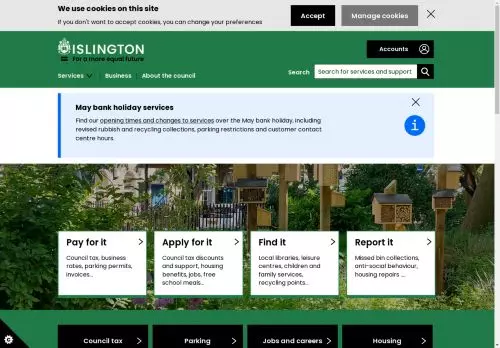 We use cookies on this site
If you don't want to accept cookies, you can change your preferences
Accept
Manage cookies
ISLINGTON
For a more equal future
Accounts
Services
Business
About the council
Search
Search for services and support
May bank holiday services
Find our opening times and changes to services over the May bank holiday, including
revised rubbish and recycling collections, parking restrictions and customer contact
centre hours.
Pay for it
Council tax, business
rates, parking permits,
invoices...
Apply for it
Council tax discounts
and support, housing
benefits, jobs, free
school meals...
Find it
Local libraries, leisure
centres, children and
family services,
recycling points...
Report it
Missed bin collections,
anti-social behaviour,
housing repairs ...
Council tax
Parking
Jobs and careers
Housing